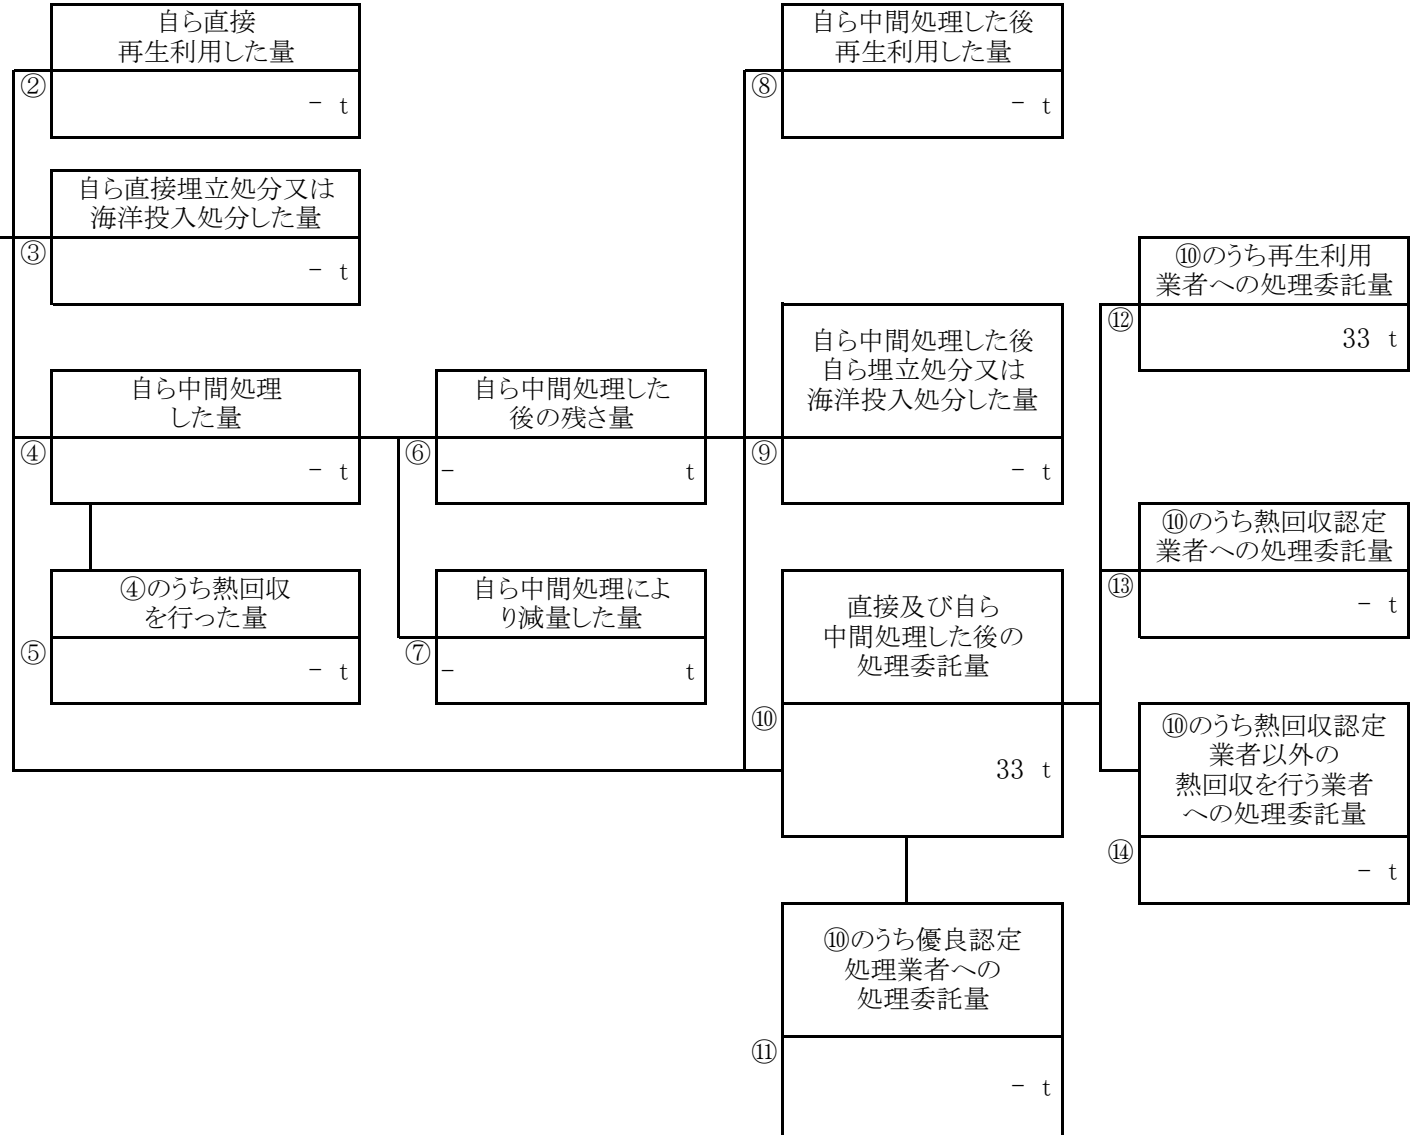 自ら直接
再生利用した量
②
－ t
自ら直接埋立処分又は
海洋投入処分した量
③
－ t
自ら中間処理
した量
④
－ t
④のうち熱回収
を行った量
⑤
－ t
自ら中間処理した
後の残さ量
⑥
－ t
自ら中間処理によ
り減量した量
⑦
－ t
自ら中間処理した後
再生利用した量
⑧
－ t
自ら中間処理した後
自ら埋立処分又は
海洋投入処分した量
⑨
－ t
直接及び自ら
中間処理した後の
処理委託量
⑩
33 t
⑩のうち優良認定
処理業者への
処理委託量
⑪
－ t
⑩のうち再生利用
業者への処理委託量
⑫
33 t
⑩のうち熱回収認定
業者への処理委託量
⑬
－ t
⑩のうち熱回収認定
業者以外の
熱回収を行う業者
への処理委託量
⑭
－ t